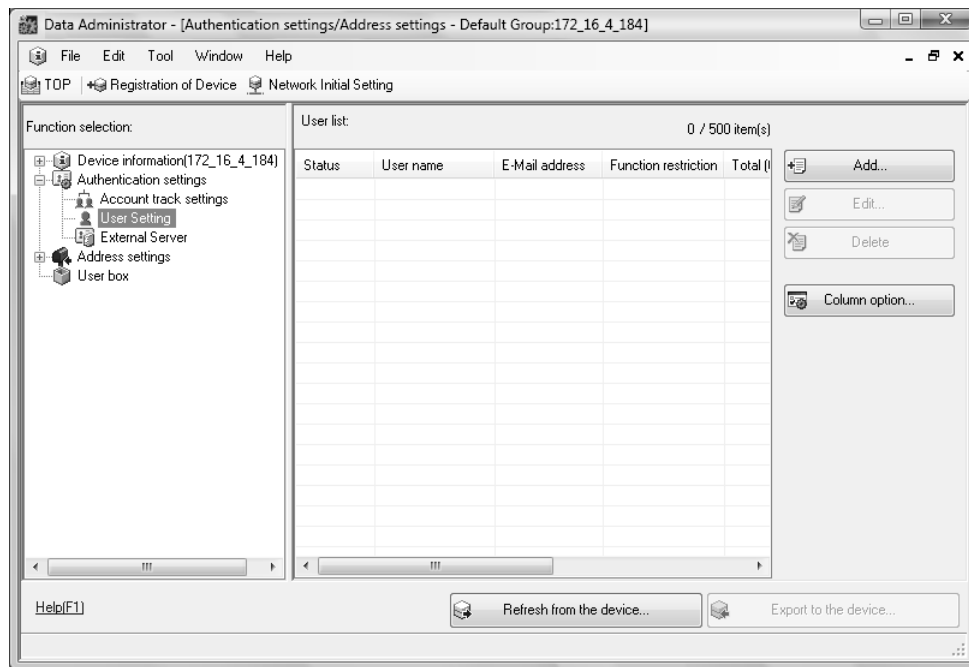 Data Administrator - [Authentication settings/Address settings - Default Group:172_16_4_184]
File Edit Tool Window Help
TOP Registration of Device Network Initial Setting
Function selection:
Device information(172_16_4_184)
Authentication settings
Account track settings
User Setting
External Server
Address settings
User box
User list:
0 / 500 item(s)
Status User name E-Mail address Function restriction Total (
Add...
Edit...
Delete
Column option...
Help(F1)
Refresh from the device...
Export to the device...